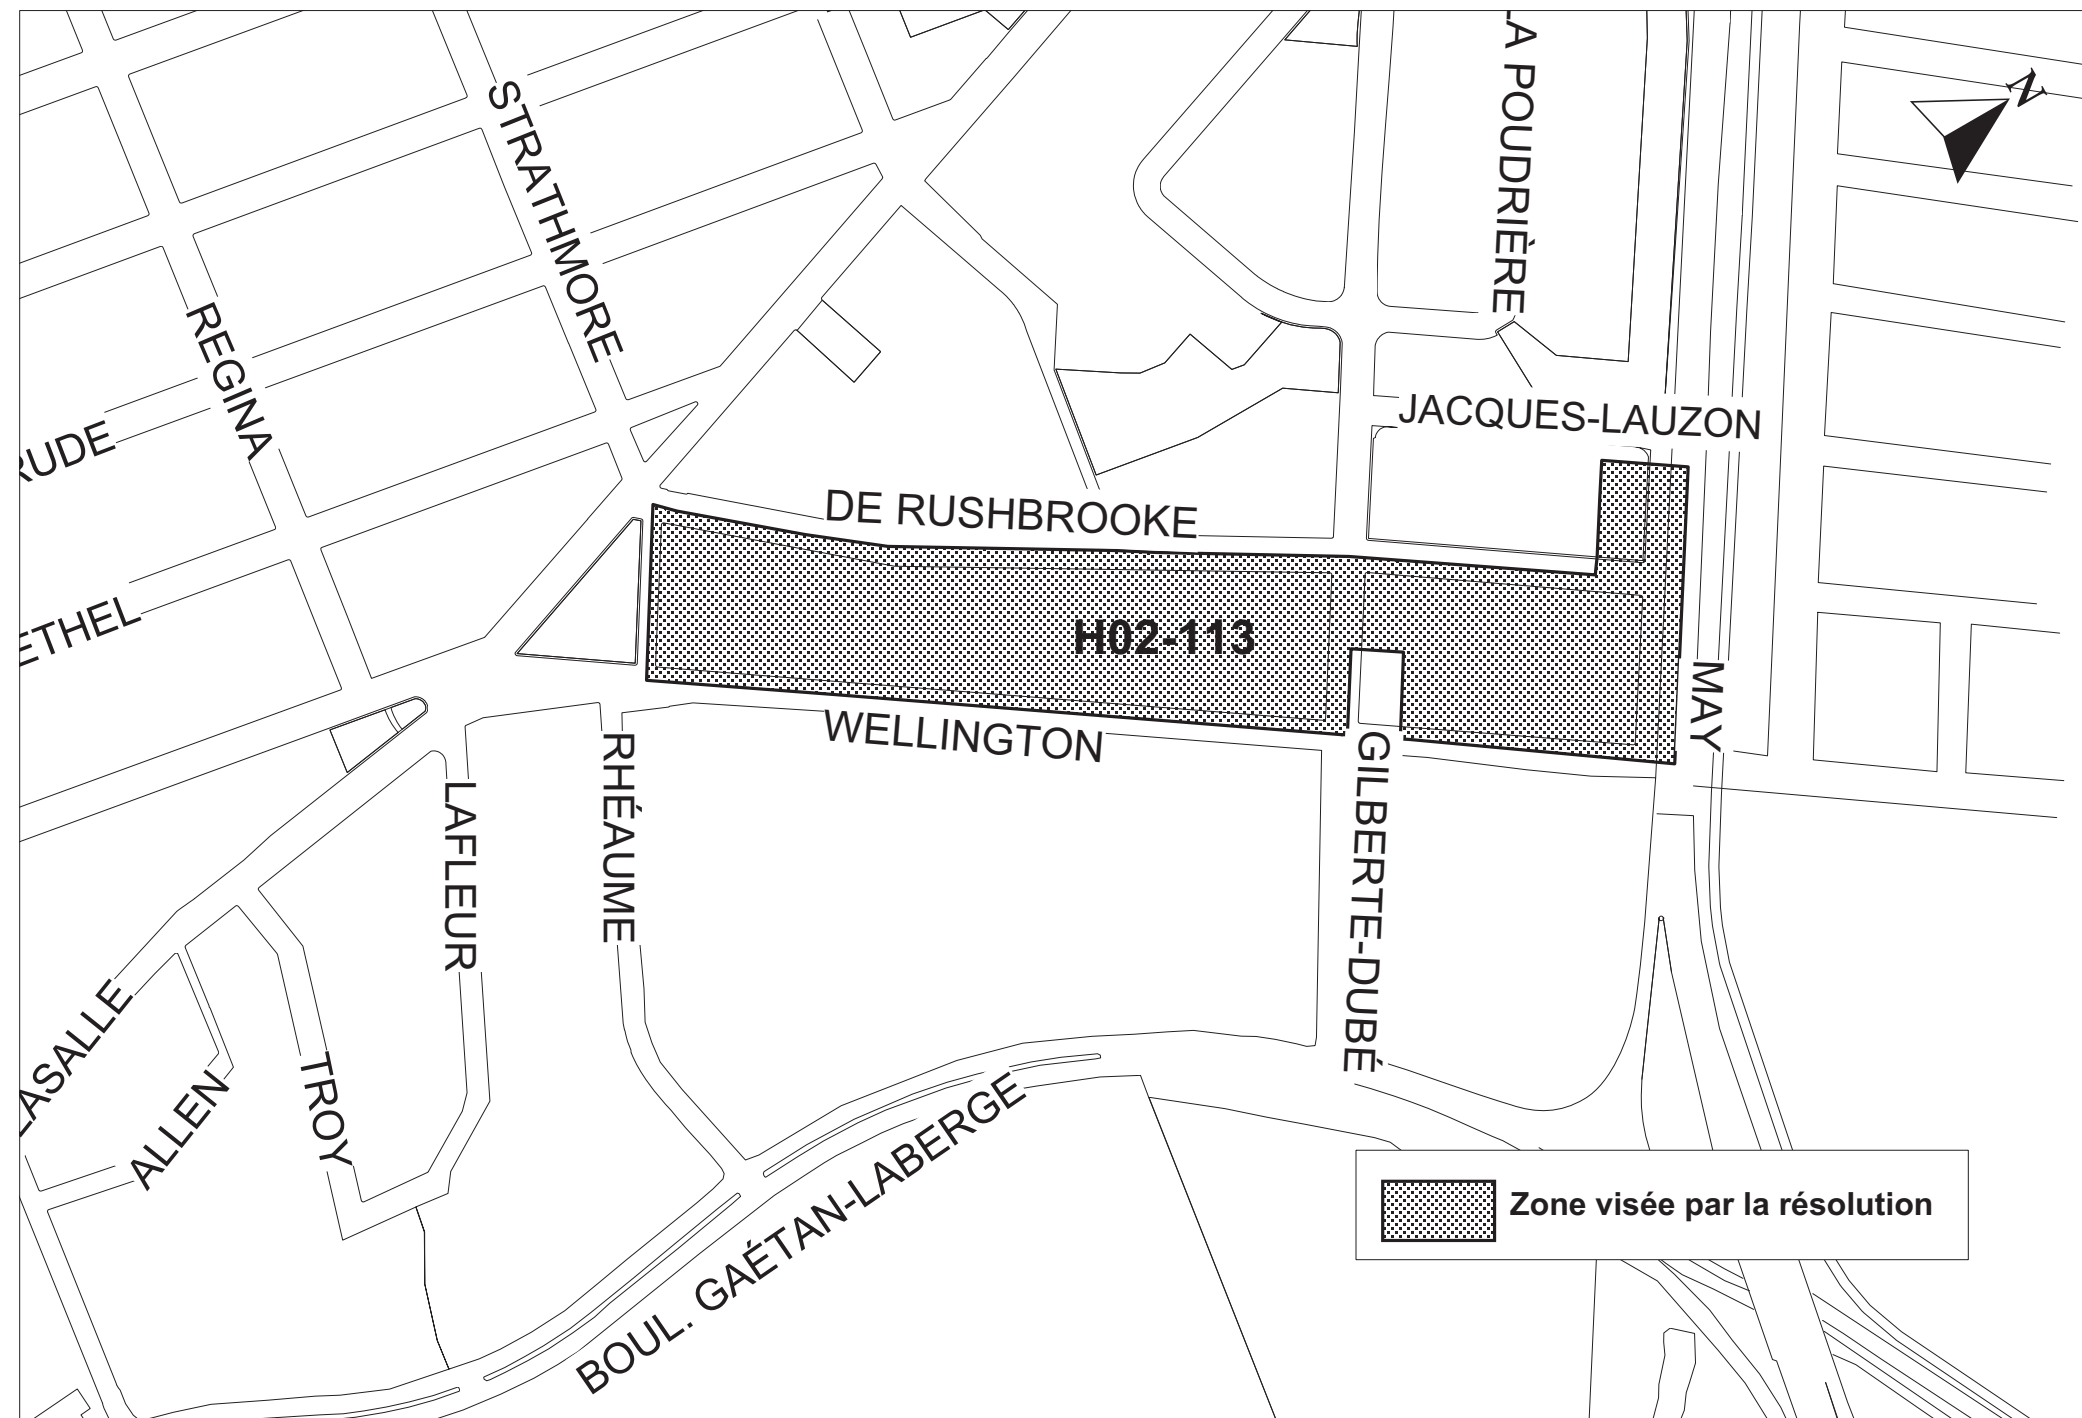 LA POUDRIÈRE
N
STRATHMORE
REGINA
JACQUES-LAUZON
RUDE
DE RUSHBROOKE
ETHEL
H02-113
MAY
WELLINGTON
GILBERTE-DUBÉ
RHÉAUME
LAFLEUR
LASALLE
ALLEN
TROY
BOUL. GAÉTAN-LABERGE
Zone visée par la résolution